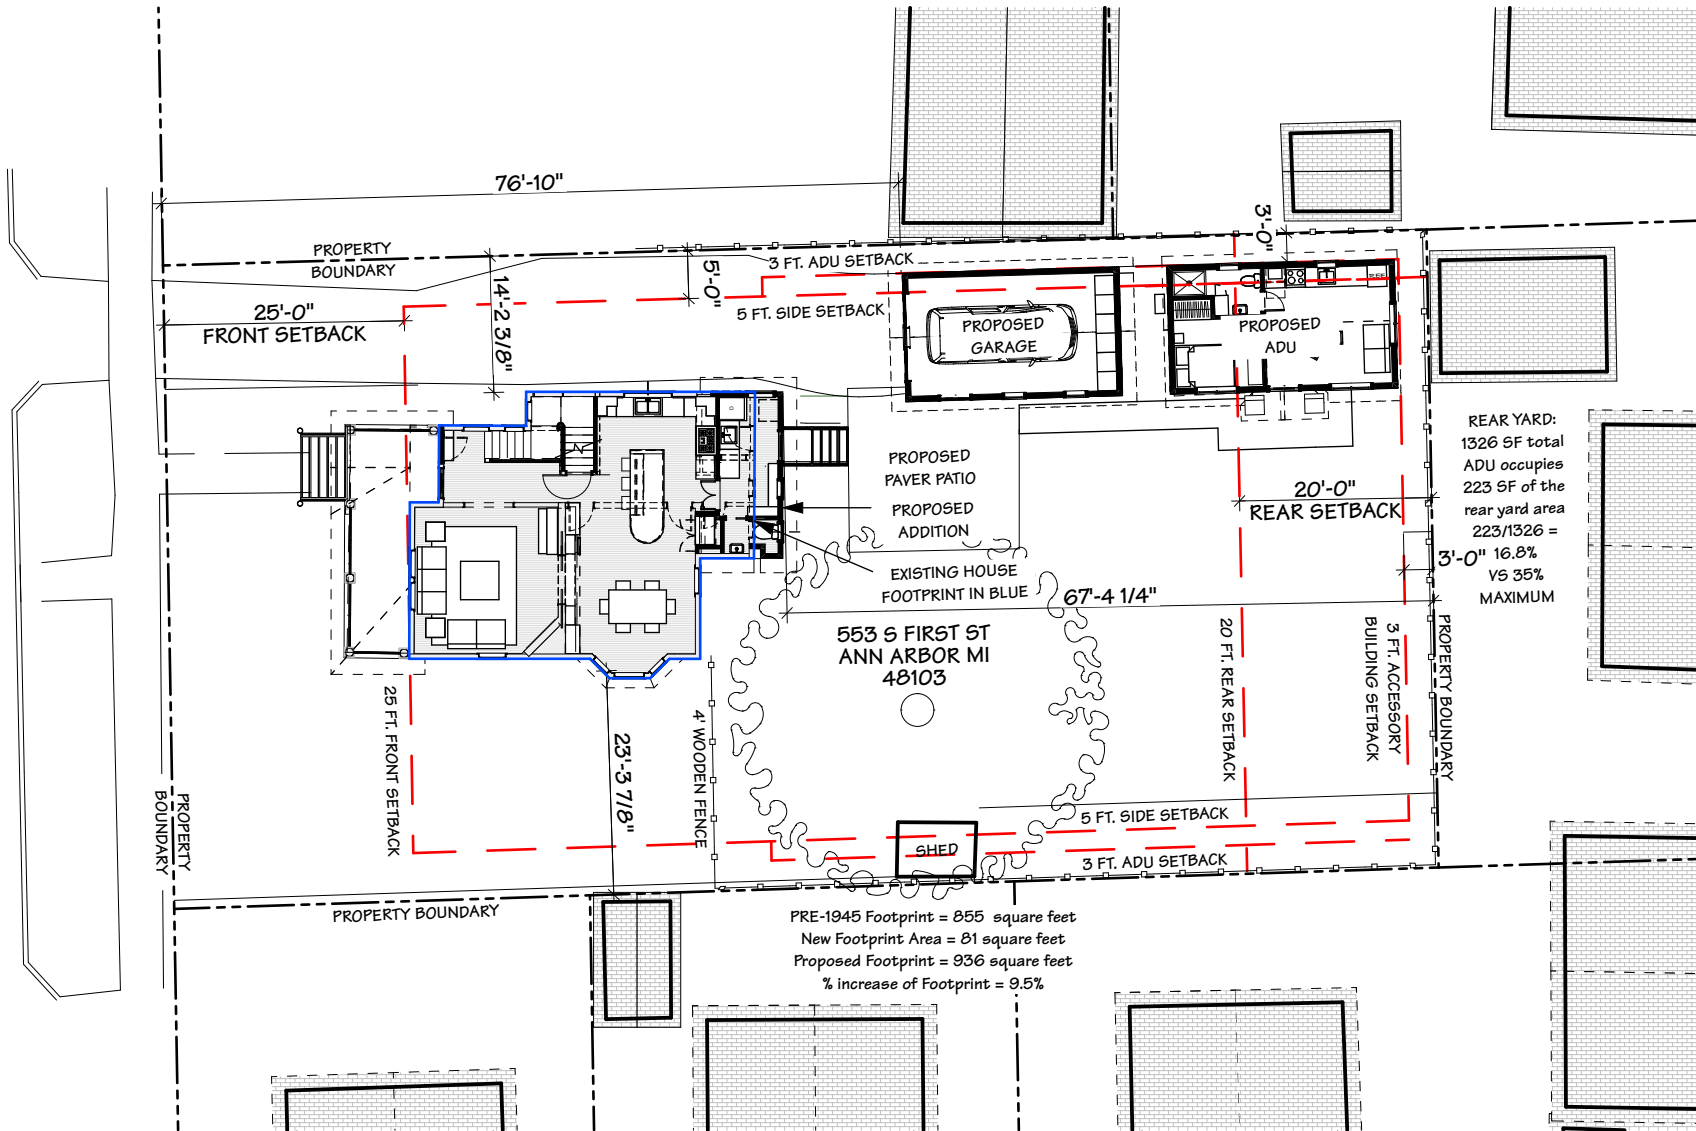 76'-10"
PROPERTY
BOUNDARY
3 FT. ADU SETBACK
3'-0"
5'-0"
14'-2 3/8"
25'-0"
FRONT SETBACK
5 FT. SIDE SETBACK
PROPOSED
GARAGE
PROPOSED
ADU
REF.
REAR YARD:
1326 SF total
ADU occupies
223 SF of the
rear yard area
223/1326 =
16.8%
VS 35%
MAXIMUM
PROPOSED
PAVER PATIO
PROPOSED
ADDITION
EXISTING HOUSE
FOOTPRINT IN BLUE
20'-0"
REAR SETBACK
3'-0"
67'-4 1/4"
553 S FIRST ST
ANN ARBOR MI
48103
25 FT. FRONT SETBACK
23'-3 7/8"
4' WOODEN FENCE
20 FT. REAR SETBACK
3 FT. ACCESSORY
BUILDING SETBACK
PROPERTY BOUNDARY
PROPERTY
BOUNDARY
5 FT. SIDE SETBACK
SHED
3 FT. ADU SETBACK
PROPERTY BOUNDARY
PRE-1945 Footprint = 855 square feet
New Footprint Area = 81 square feet
Proposed Footprint = 936 square feet
% increase of Footprint = 9.5%